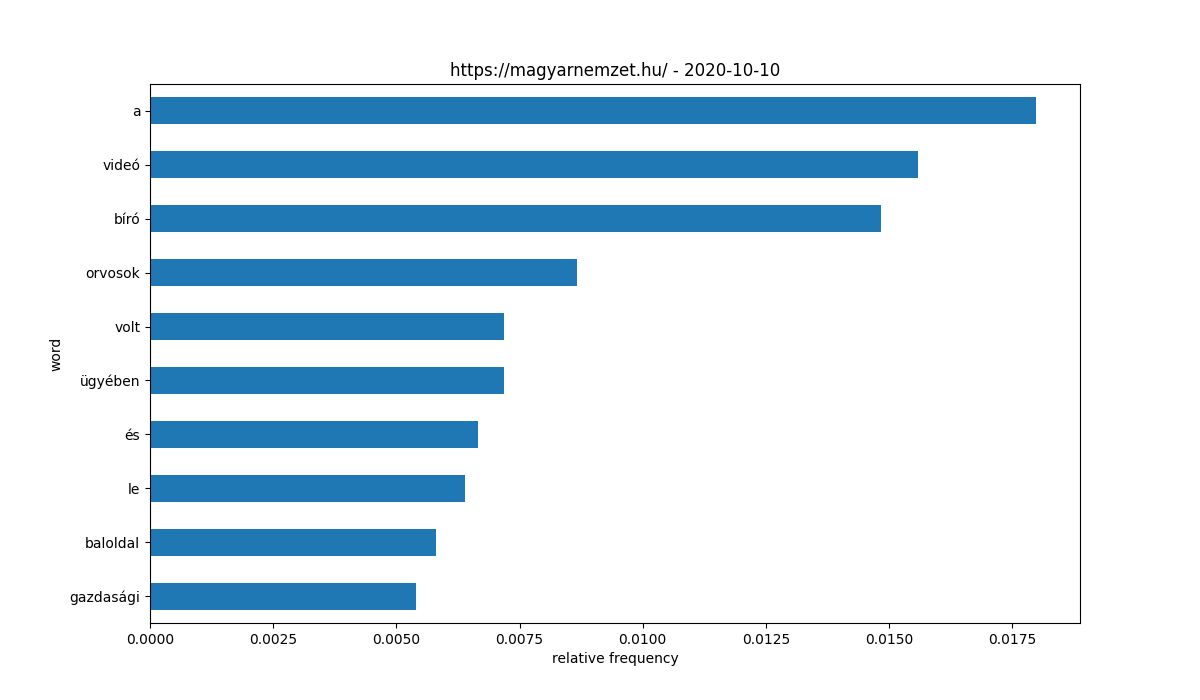 https://magyarnemzet.hu/ - 2020-10-10
a
videó
bíró
orvosok
volt
ügyében
és
le
baloldal
gazdasági
word
0.0000 0.0025 0.0050 0.0075 0.0100 0.0125 0.0150 0.0175
relative frequency